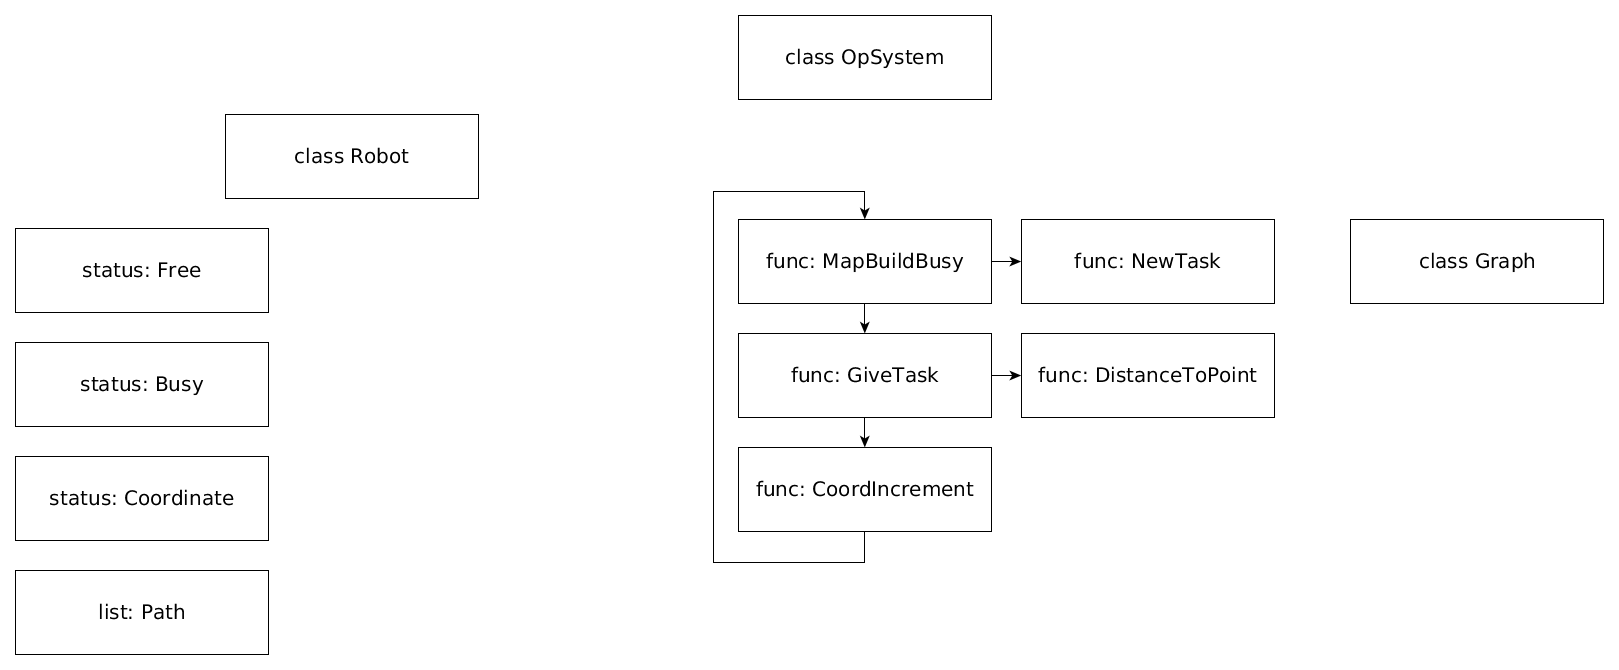 class OpSystem
class Robot
status: Free
func: MapBuildBusy
func: NewTask
class Graph
status: Busy
func: GiveTask
func: DistanceToPoint
status: Coordinate
func: CoordIncrement
list: Path